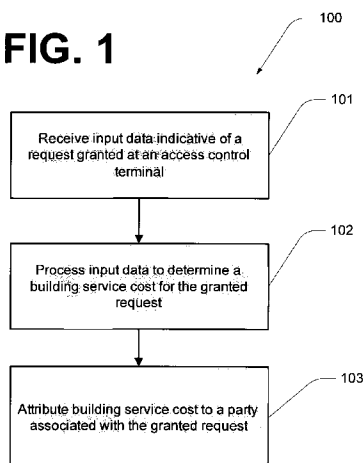 100
FIG. 1
101
Receive input data indicative of a
request granted at an access control
terminal
102
Process input data to determine a
building service cost for the granted
request
103
Attribute building service cost to a party
associated with the granted request